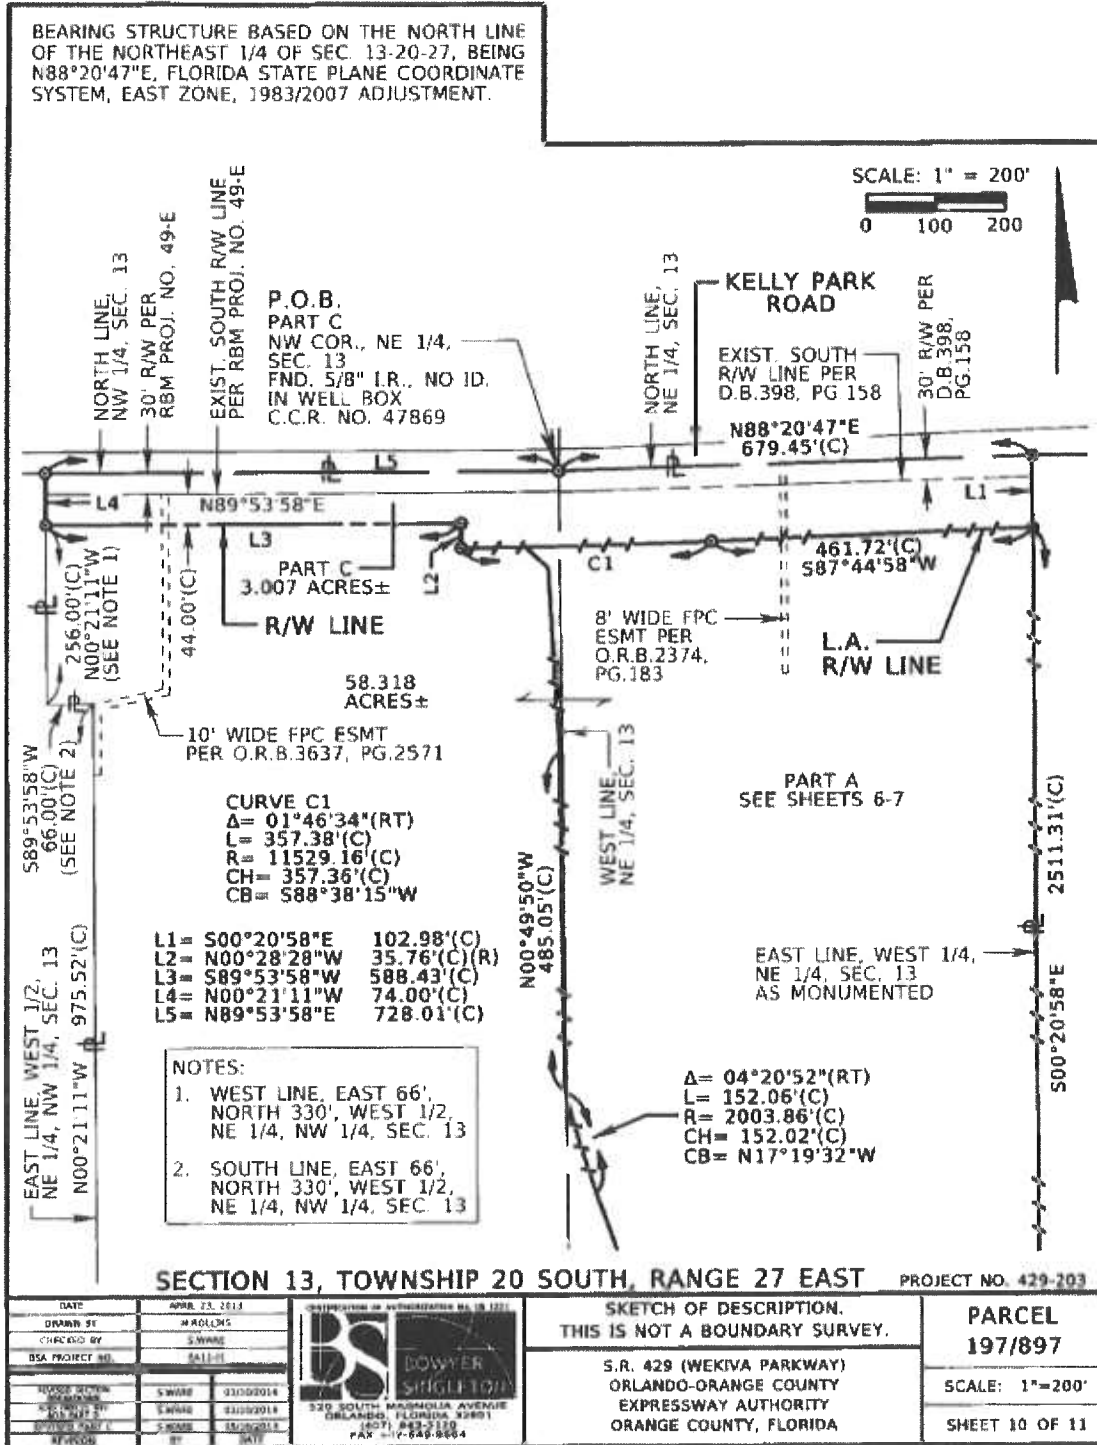 BEARING STRUCTURE BASED ON THE NORTH LINE
OF THE NORTHEAST 1/4 OF SEC. 13-20-27, BEING
N88°20'47"E, FLORIDA STATE PLANE COORDINATE
SYSTEM, EAST ZONE, 1983/2007 ADJUSTMENT.
SCALE: 1" = 200'
0 100 200
NORTH LINE,
NW 1/4, SEC. 13
30' R/W PER
RBM PROJ. NO. 49-E
EXIST. SOUTH R/W LINE
PER RBM PROJ. NO. 49-E
P.O.B.
PART C
NW COR., NE 1/4,
SEC. 13
FND. 5/8" I.R., NO ID.
IN WELL BOX
C.C.R. NO. 47869
NORTH LINE,
NE 1/4, SEC. 13
KELLY PARK
ROAD
EXIST. SOUTH
R/W LINE PER
D.B.398, PG 158
30' R/W PER
D.B.398,
PG.158
N88°20'47"E
679.45'(C)
L5
L4
N89°53'58"E
L3
L1
L2
C1
461.72'(C)
S87°44'58"W
PART C
3.007 ACRES±
R/W LINE
256.00'(C)
N00°21'11"W
(SEE NOTE 1)
44.00'(C)
8' WIDE FPC
ESMT PER
O.R.B.2374,
PG.183
L.A.
R/W LINE
58.318
ACRES±
10' WIDE FPC ESMT
PER O.R.B.3637, PG.2571
S89°53'58"W
66.00'(C)
(SEE NOTE 2)
WEST LINE,
NE 1/4, SEC. 13
PART A
SEE SHEETS 6-7
CURVE C1
Δ= 01°46'34"(RT)
L= 357.38'(C)
R= 11529.16'(C)
CH= 357.36'(C)
CB= S88°38'15"W
N00°49'50"W
485.05'(C)
2511.31'(C)
S00°20'58"E
L1= S00°20'58"E 102.98'(C)
L2= N00°28'28"W 35.76'(C)(R)
L3= S89°53'58"W 588.43'(C)
L4= N00°21'11"W 74.00'(C)
L5= N89°53'58"E 728.01'(C)
EAST LINE, WEST 1/4,
NE 1/4, SEC. 13
AS MONUMENTED
EAST LINE, WEST 1/2,
NE 1/4, NW 1/4, SEC. 13
N00°21'11"W 975.52'(C)
NOTES:
1. WEST LINE, EAST 66',
NORTH 330', WEST 1/2,
NE 1/4, NW 1/4, SEC. 13
2. SOUTH LINE, EAST 66',
NORTH 330', WEST 1/2,
NE 1/4, NW 1/4, SEC. 13
Δ= 04°20'52"(RT)
L= 152.06'(C)
R= 2003.86'(C)
CH= 152.02'(C)
CB= N17°19'32"W
SECTION 13, TOWNSHIP 20 SOUTH, RANGE 27 EAST
PROJECT NO. 429-203
DATE APRIL 23, 2013
DRAWN BY M ROLLINS
CHECKED BY S.WARE
BSA PROJECT NO.
S.WARE
S.WARE
S.WARE
REVISION BY DATE
BS
BOWYER
SINGLETON
520 SOUTH MAGNOLIA AVENUE
ORLANDO, FLORIDA 32801
(407) 843-5120
SKETCH OF DESCRIPTION.
THIS IS NOT A BOUNDARY SURVEY.
S.R. 429 (WEKIVA PARKWAY)
ORLANDO-ORANGE COUNTY
EXPRESSWAY AUTHORITY
ORANGE COUNTY, FLORIDA
PARCEL
197/897
SCALE: 1"=200'
SHEET 10 OF 11